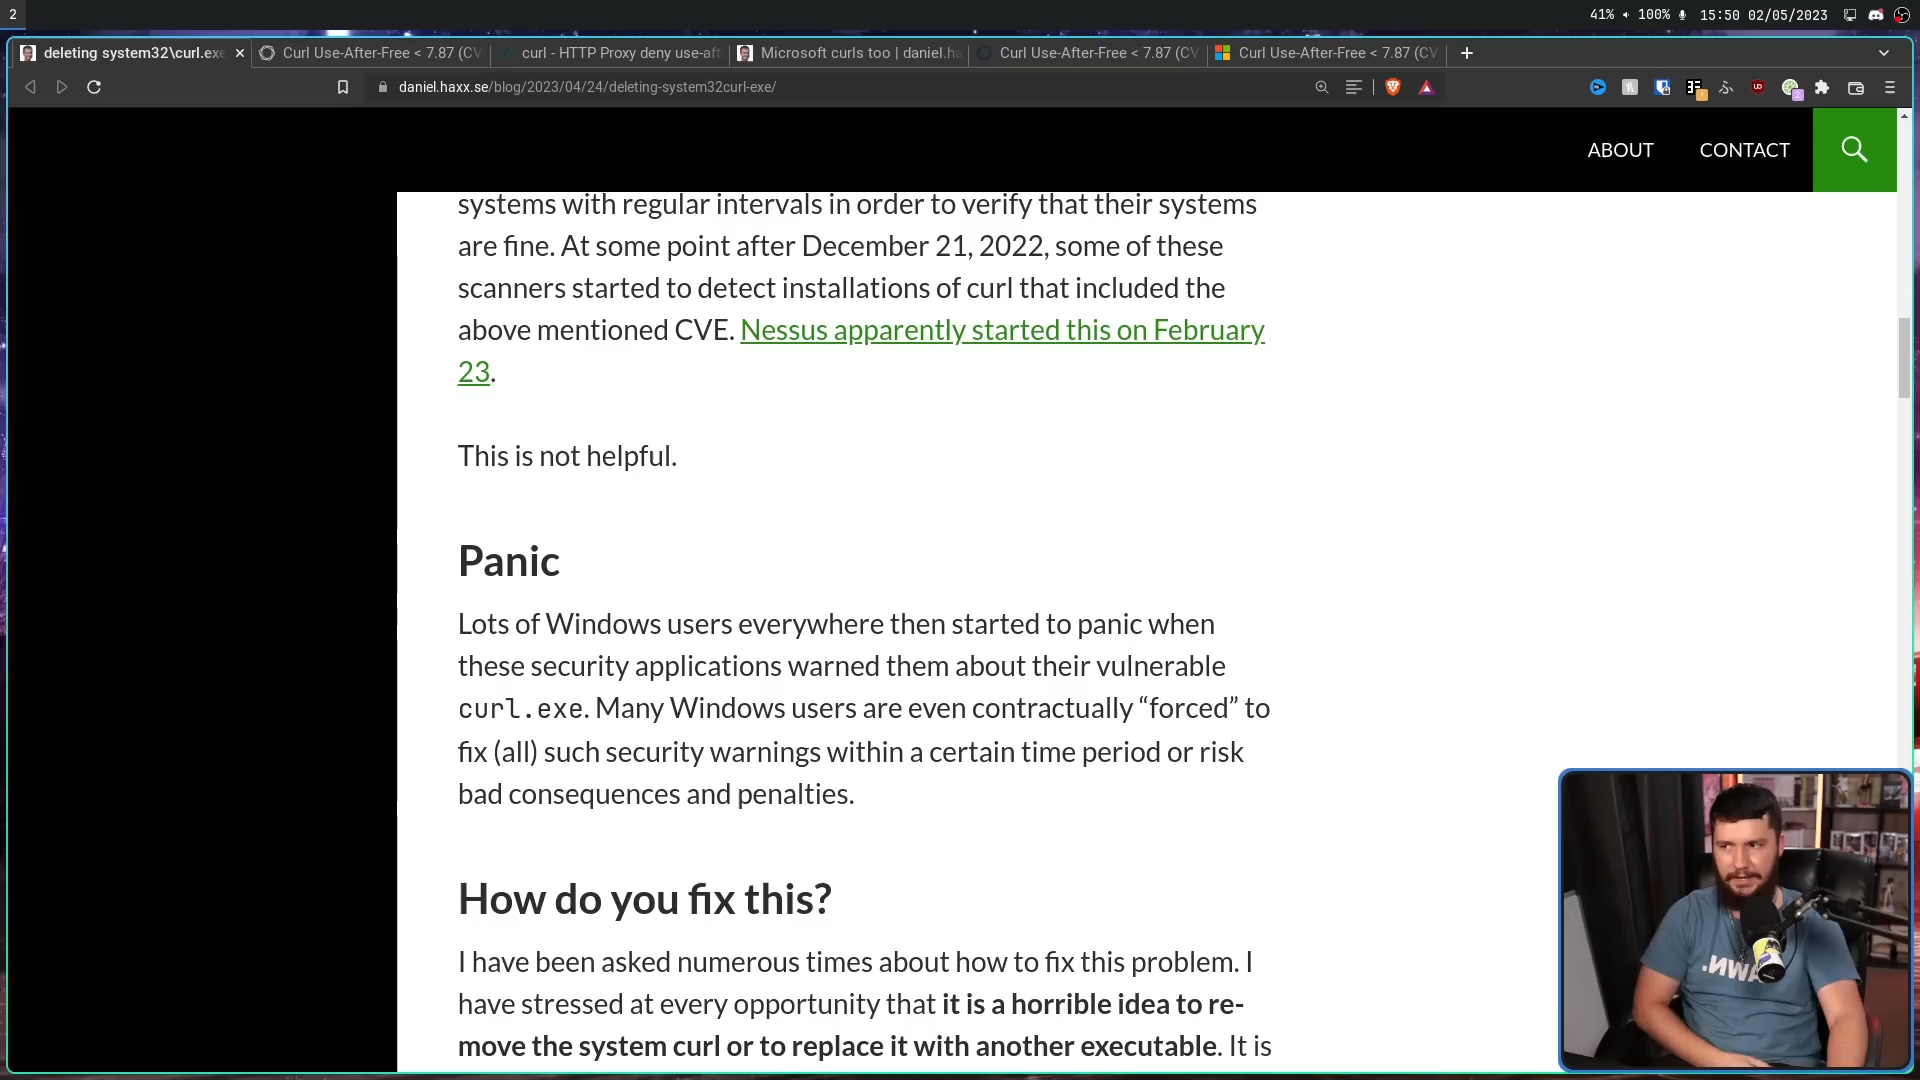 2
41%
100%
15:50 02/05/2023
deleting system32\curl.exe
Curl Use-After-Free < 7.87 (CV
curl - HTTP Proxy deny use-aft
Microsoft curls too | daniel.ha
Curl Use-After-Free < 7.87 (CV
Curl Use-After-Free < 7.87 (CV
daniel.haxx.se/blog/2023/04/24/deleting-system32curl-exe/
ABOUT
CONTACT
systems with regular intervals in order to verify that their systems
are fine. At some point after December 21, 2022, some of these
scanners started to detect installations of curl that included the
above mentioned CVE. Nessus apparently started this on February
23.
This is not helpful.
Panic
Lots of Windows users everywhere then started to panic when
these security applications warned them about their vulnerable
curl.exe. Many Windows users are even contractually “forced” to
fix (all) such security warnings within a certain time period or risk
bad consequences and penalties.
How do you fix this?
I have been asked numerous times about how to fix this problem. I
have stressed at every opportunity that it is a horrible idea to re-
move the system curl or to replace it with another executable. It is